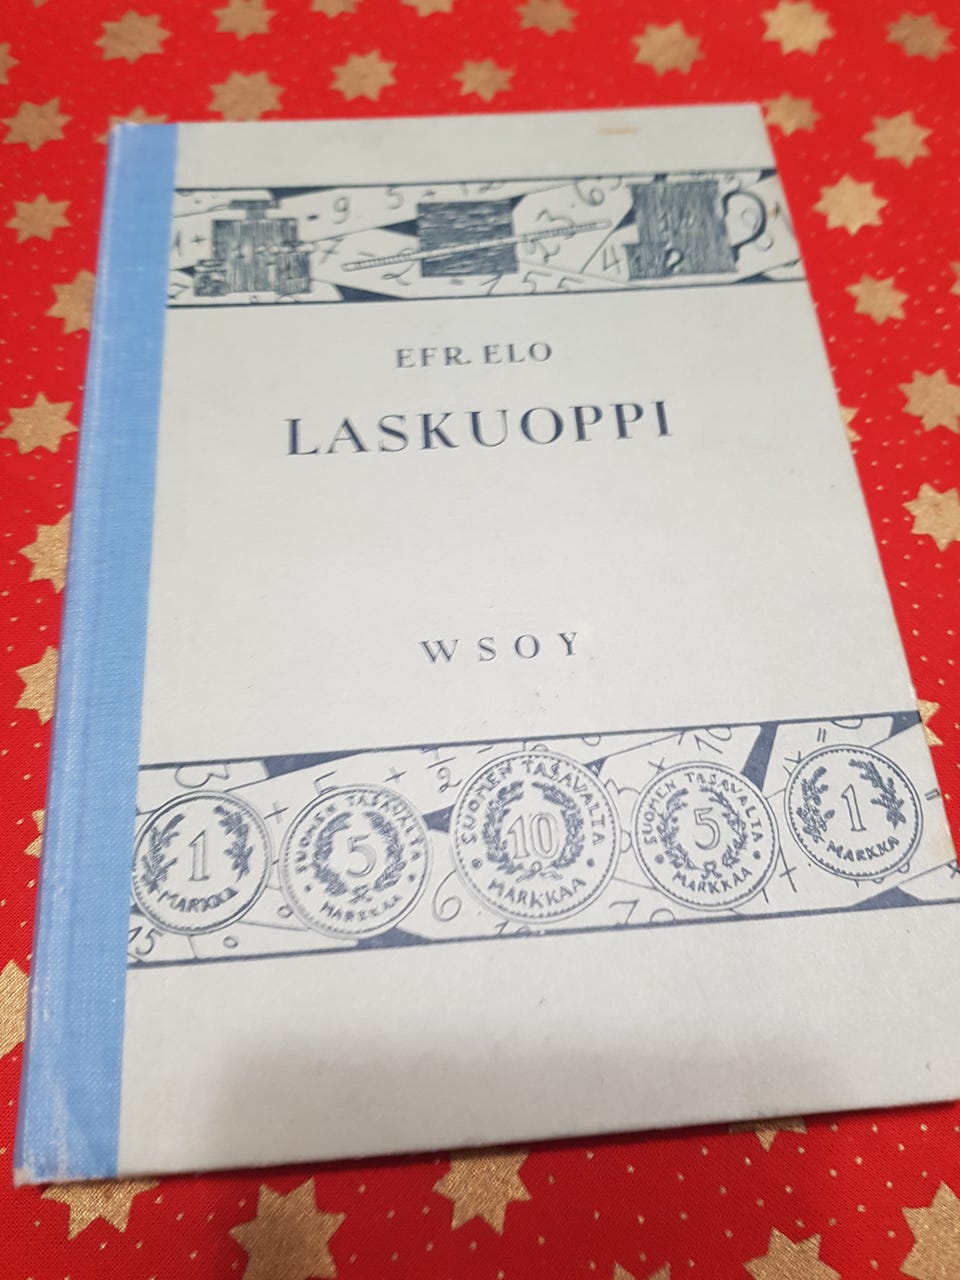 EFR. ELO
LASKUOPPI
WSOY
1
MARKKA
SUOMEN TASAVALTA
5
MARKKAA
SUOMEN TASAVALTA
10
MARKKAA
SUOMEN TASAVALTA
5
MARKKAA
1
MARKKA